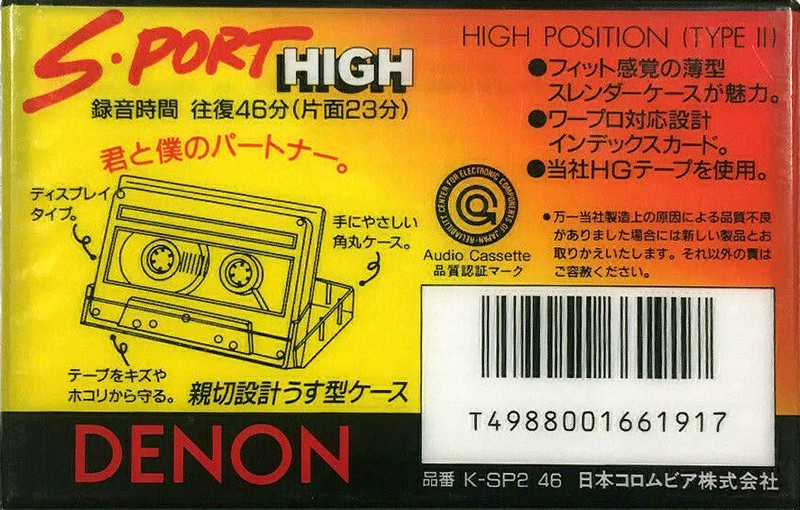 S・PORT HIGH
録音時間 往復46分(片面23分)
君と僕のパートナー。
ディスプレイ
タイプ。
手にやさしい
角丸ケース。
テープをキズや
ホコリから守る。
親切設計うす型ケース
HIGH POSITION (TYPE II)
●フィット感覚の薄型
スレンダーケースが魅力。
●ワープロ対応設計
インデックスカード。
●当社HGテープを使用。
RELIABILITY CENTER FOR ELECTRONIC COMPONENTS OF JAPAN
Audio Cassette
品質認証マーク
●万一当社製造上の原因による品質不良
がありました場合には新しい製品とお
取りかえいたします。それ以外の責は
ご容赦ください。
T4988001661917
DENON
品番 K-SP2 46 日本コロムビア株式会社